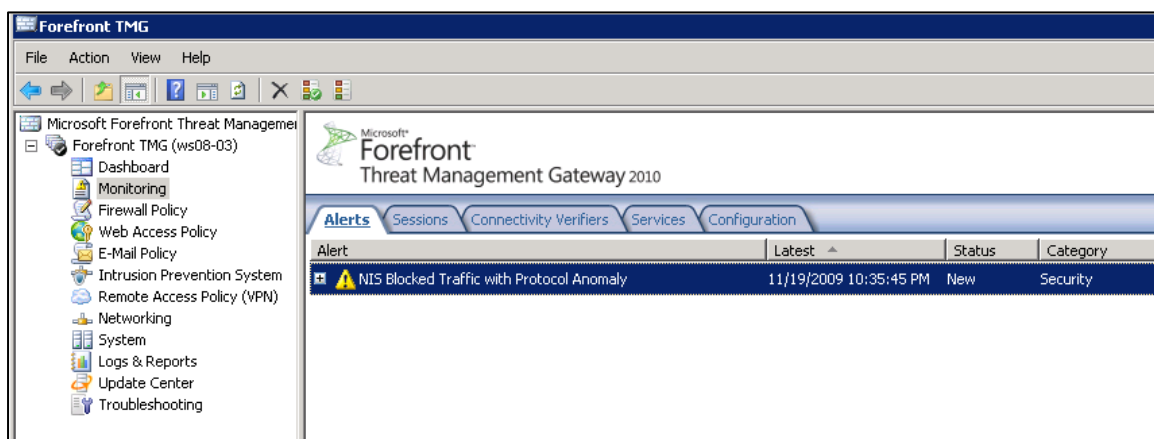 Forefront TMG
File Action View Help
Microsoft Forefront Threat Managemer
Forefront TMG (ws08-03)
Dashboard
Monitoring
Firewall Policy
Web Access Policy
E-Mail Policy
Intrusion Prevention System
Remote Access Policy (VPN)
Networking
System
Logs & Reports
Update Center
Troubleshooting
Microsoft®
Forefront
Threat Management Gateway 2010
Alerts Sessions Connectivity Verifiers Services Configuration
Alert Latest Status Category
NIS Blocked Traffic with Protocol Anomaly 11/19/2009 10:35:45 PM New Security